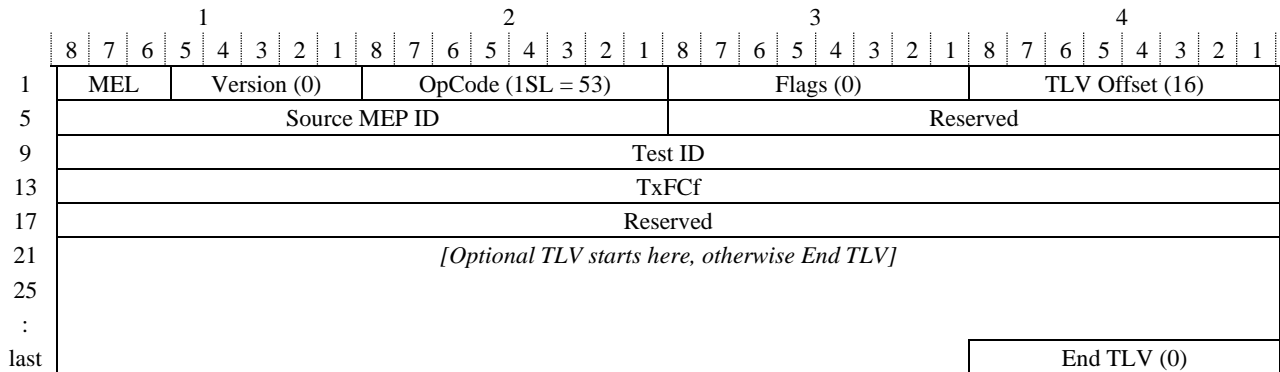 1 2 3 4
8 7 6 5 4 3 2 1 8 7 6 5 4 3 2 1 8 7 6 5 4 3 2 1 8 7 6 5 4 3 2 1
1 MEL Version (0) OpCode (1SL = 53) Flags (0) TLV Offset (16)
5 Source MEP ID Reserved
9 Test ID
13 TxFCf
17 Reserved
21 [Optional TLV starts here, otherwise End TLV]
25
:
last End TLV (0)